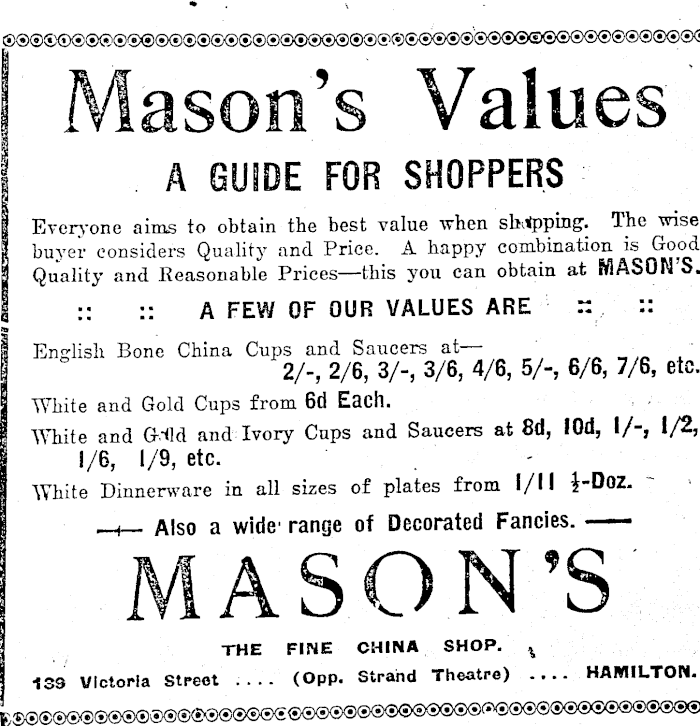 Mason's Values
A GUIDE FOR SHOPPERS
Everyone aims to obtain the best value when shopping. The wise
buyer considers Quality and Price. A happy combination is Good
Quality and Reasonable Prices—this you can obtain at MASON'S.
:: :: A FEW OF OUR VALUES ARE :: ::
English Bone China Cups and Saucers at—
2/-, 2/6, 3/-, 3/6, 4/6, 5/-, 6/6, 7/6, etc.
White and Gold Cups from 6d Each.
White and Gold and Ivory Cups and Saucers at 8d, 10d, 1/-, 1/2,
1/6, 1/9, etc.
White Dinnerware in all sizes of plates from 1/11 ½-Doz.
Also a wide range of Decorated Fancies.
MASON'S
THE FINE CHINA SHOP.
139 Victoria Street .... (Opp. Strand Theatre) .... HAMILTON.